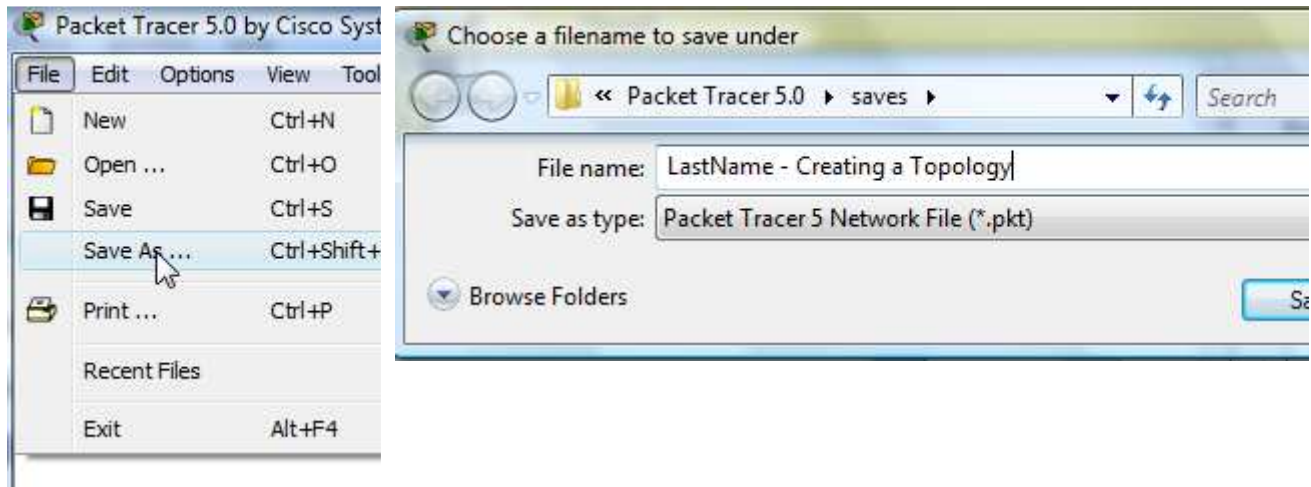 Packet Tracer 5.0 by Cisco Syst
File Edit Options View Tool
New Ctrl+N
Open ... Ctrl+O
Save Ctrl+S
Save As ... Ctrl+Shift+
Print ... Ctrl+P
Recent Files
Exit Alt+F4
Choose a filename to save under
« Packet Tracer 5.0 saves
Search
File name: LastName - Creating a Topology
Save as type: Packet Tracer 5 Network File (*.pkt)
Browse Folders
Sa